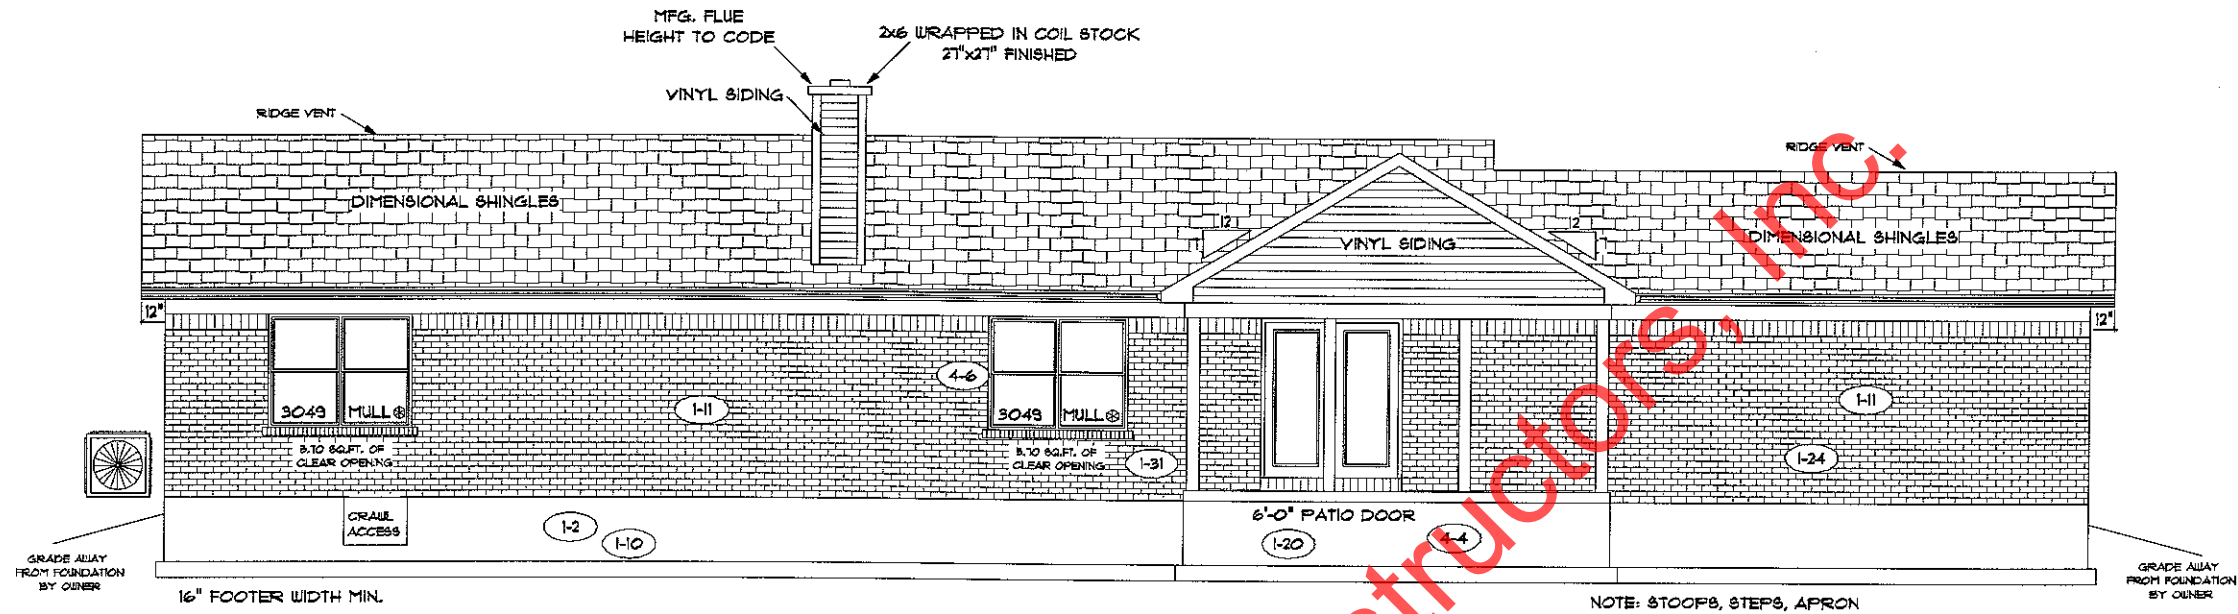 MFG. FLUE
HEIGHT TO CODE
2x6 WRAPPED IN COIL STOCK
27"x27" FINISHED
VINYL SIDING
RIDGE VENT
RIDGE VENT
DIMENSIONAL SHINGLES
12
VINYL SIDING
12
DIMENSIONAL SHINGLES
Inc.
12"
12"
4-6
3049 MULL
3049 MULL
1-11
1-11
5.70 SQ.FT. OF
CLEAR OPENING
5.70 SQ.FT. OF
CLEAR OPENING
1-31
1-24
CRAWL
ACCESS
1-2
1-10
6'-0" PATIO DOOR
1-20
4-4
structors,
GRADE AWAY
FROM FOUNDATION
BY OWNER
GRADE AWAY
FROM FOUNDATION
BY OWNER
16" FOOTER WIDTH MIN.
NOTE: STOOPS, STEPS, APRON